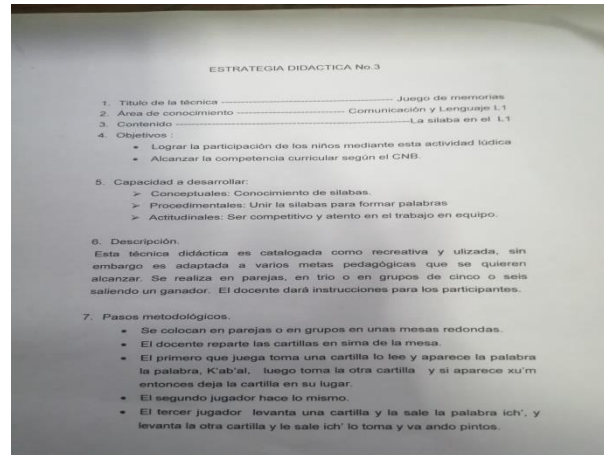 ESTRATEGIA DIDACTICA No.3
1. Titulo de la técnica ------------------------------------------- Juego de memorias
2. Área de conocimiento --------------------------- Comunicación y Lenguaje L1
3. Contenido ---------------------------------------------La silaba en el L1
4. Objetivos :
• Lograr la participación de los niños mediante esta actividad lúdica
• Alcanzar la competencia curricular según el CNB.
5. Capacidad a desarrollar:
➢ Conceptuales: Conocimiento de silabas.
➢ Procedimentales: Unir la silabas para formar palabras
➢ Actitudinales: Ser competitivo y atento en el trabajo en equipo.
6. Descripción.
Esta técnica didáctica es catalogada como recreativa y ulizada, sin
embargo es adaptada a varios metas pedagógicas que se quieren
alcanzar. Se realiza en parejas, en trio o en grupos de cinco o seis
saliendo un ganador. El docente dará instrucciones para los participantes.
7. Pasos metodológicos.
• Se colocan en parejas o en grupos en unas mesas redondas.
• El docente reparte las cartillas en sima de la mesa.
• El primero que juega toma una cartilla lo lee y aparece la palabra
la palabra, K'ab'al, luego toma la otra cartilla y si aparece xu'm
entonces deja la cartilla en su lugar.
• El segundo jugador hace lo mismo.
• El tercer jugador levanta una cartilla y la sale la palabra ich', y
levanta la otra cartilla y le sale ich' lo toma y va ando pintos.